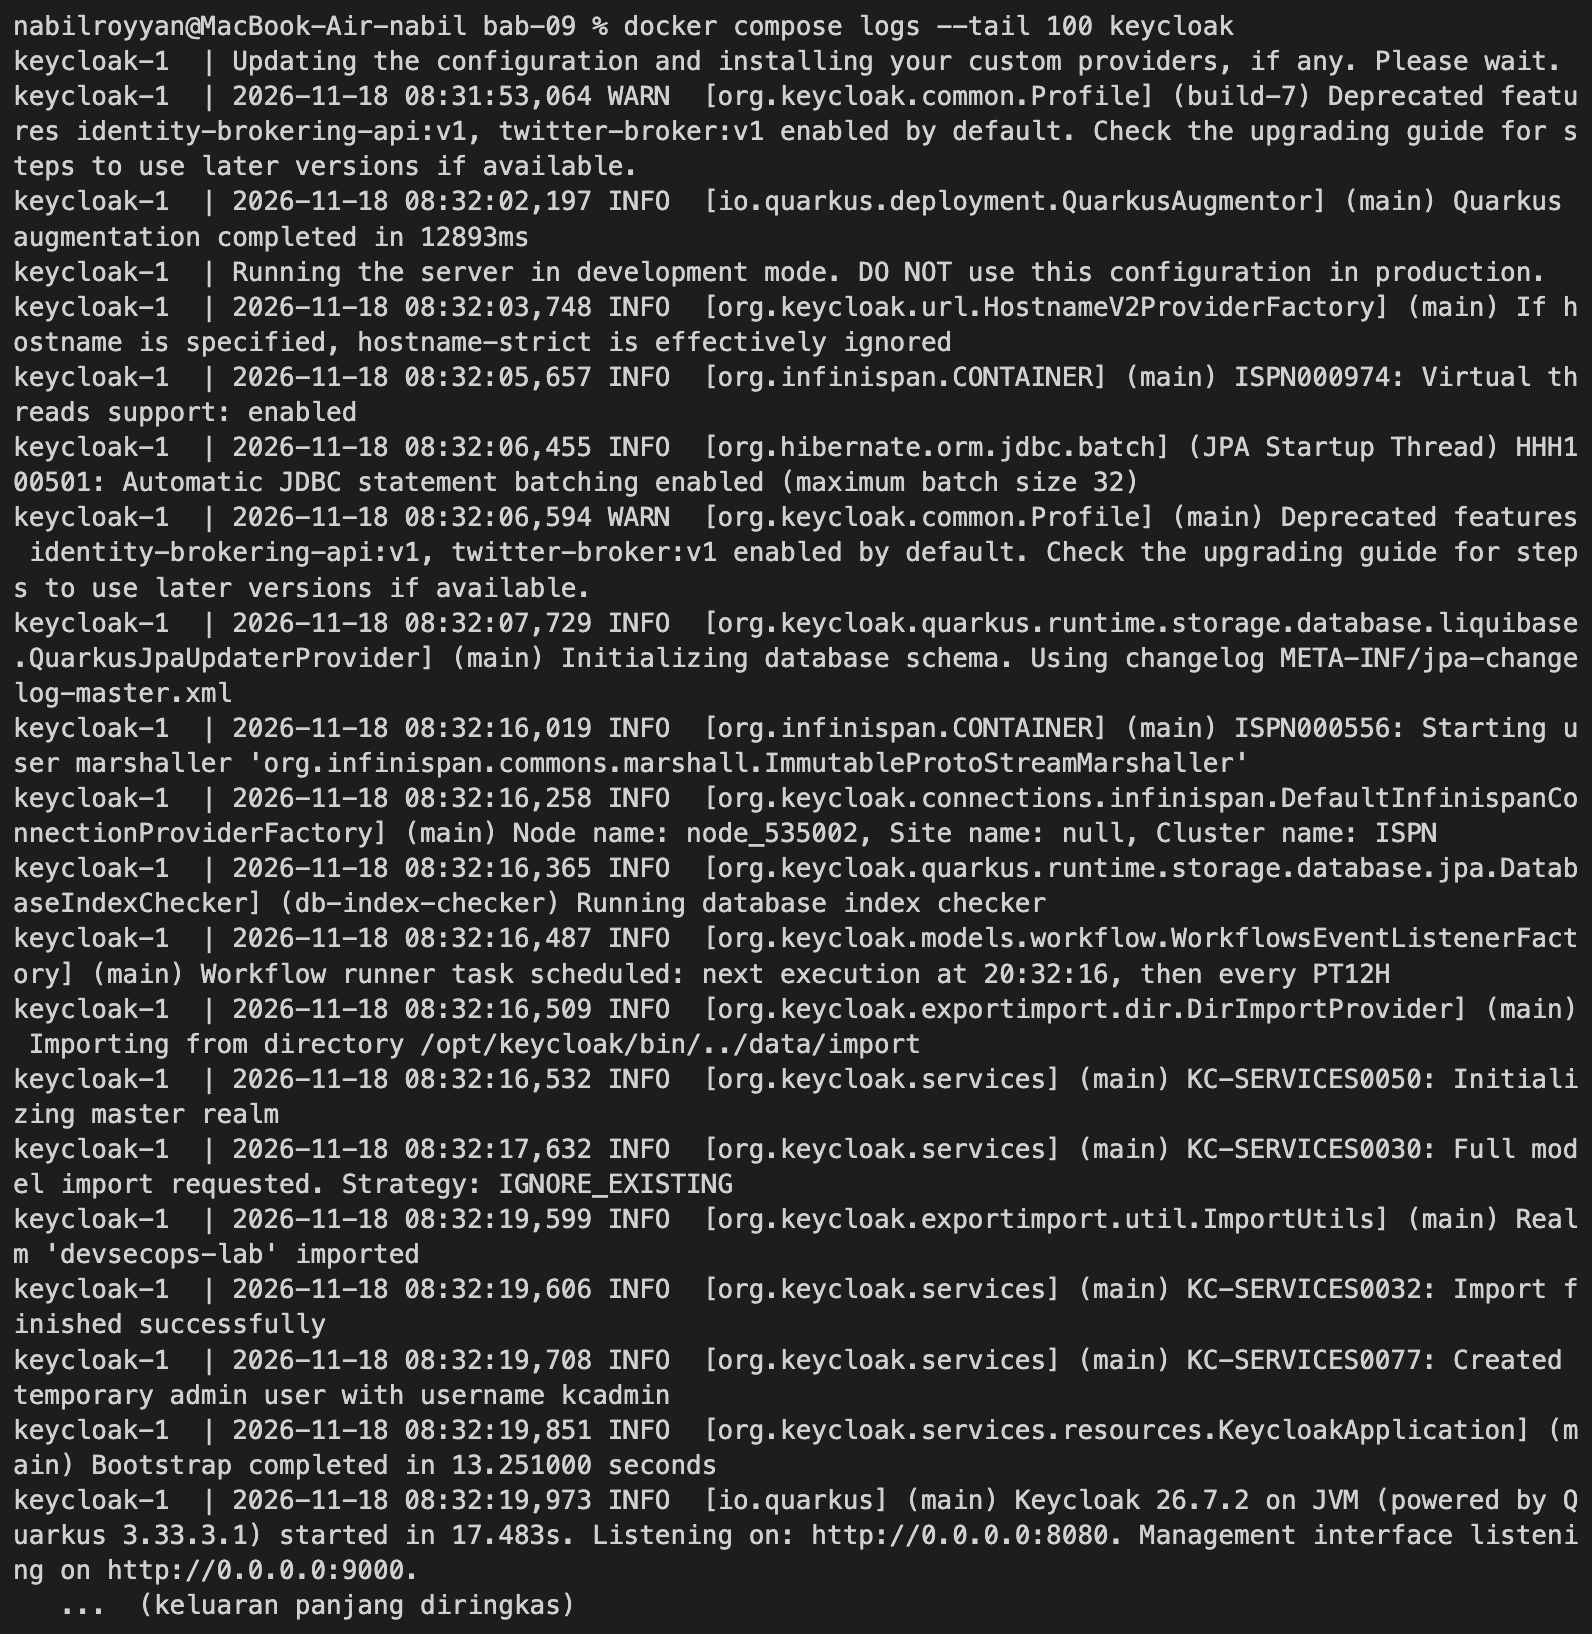 nabilroyyan@MacBook-Air-nabil bab-09 % docker compose logs --tail 100 keycloak
keycloak-1  | Updating the configuration and installing your custom providers, if any. Please wait.
keycloak-1  | 2026-11-18 08:31:53,064 WARN  [org.keycloak.common.Profile] (build-7) Deprecated featu
res identity-brokering-api:v1, twitter-broker:v1 enabled by default. Check the upgrading guide for s
teps to use later versions if available.
keycloak-1  | 2026-11-18 08:32:02,197 INFO  [io.quarkus.deployment.QuarkusAugmentor] (main) Quarkus
augmentation completed in 12893ms
keycloak-1  | Running the server in development mode. DO NOT use this configuration in production.
keycloak-1  | 2026-11-18 08:32:03,748 INFO  [org.keycloak.url.HostnameV2ProviderFactory] (main) If h
ostname is specified, hostname-strict is effectively ignored
keycloak-1  | 2026-11-18 08:32:05,657 INFO  [org.infinispan.CONTAINER] (main) ISPN000974: Virtual th
reads support: enabled
keycloak-1  | 2026-11-18 08:32:06,455 INFO  [org.hibernate.orm.jdbc.batch] (JPA Startup Thread) HHH1
00501: Automatic JDBC statement batching enabled (maximum batch size 32)
keycloak-1  | 2026-11-18 08:32:06,594 WARN  [org.keycloak.common.Profile] (main) Deprecated features
 identity-brokering-api:v1, twitter-broker:v1 enabled by default. Check the upgrading guide for step
s to use later versions if available.
keycloak-1  | 2026-11-18 08:32:07,729 INFO  [org.keycloak.quarkus.runtime.storage.database.liquibase
.QuarkusJpaUpdaterProvider] (main) Initializing database schema. Using changelog META-INF/jpa-change
log-master.xml
keycloak-1  | 2026-11-18 08:32:16,019 INFO  [org.infinispan.CONTAINER] (main) ISPN000556: Starting u
ser marshaller 'org.infinispan.commons.marshall.ImmutableProtoStreamMarshaller'
keycloak-1  | 2026-11-18 08:32:16,258 INFO  [org.keycloak.connections.infinispan.DefaultInfinispanCo
nnectionProviderFactory] (main) Node name: node_535002, Site name: null, Cluster name: ISPN
keycloak-1  | 2026-11-18 08:32:16,365 INFO  [org.keycloak.quarkus.runtime.storage.database.jpa.Datab
aseIndexChecker] (db-index-checker) Running database index checker
keycloak-1  | 2026-11-18 08:32:16,487 INFO  [org.keycloak.models.workflow.WorkflowsEventListenerFact
ory] (main) Workflow runner task scheduled: next execution at 20:32:16, then every PT12H
keycloak-1  | 2026-11-18 08:32:16,509 INFO  [org.keycloak.exportimport.dir.DirImportProvider] (main)
 Importing from directory /opt/keycloak/bin/../data/import
keycloak-1  | 2026-11-18 08:32:16,532 INFO  [org.keycloak.services] (main) KC-SERVICES0050: Initiali
zing master realm
keycloak-1  | 2026-11-18 08:32:17,632 INFO  [org.keycloak.services] (main) KC-SERVICES0030: Full mod
el import requested. Strategy: IGNORE_EXISTING
keycloak-1  | 2026-11-18 08:32:19,599 INFO  [org.keycloak.exportimport.util.ImportUtils] (main) Real
m 'devsecops-lab' imported
keycloak-1  | 2026-11-18 08:32:19,606 INFO  [org.keycloak.services] (main) KC-SERVICES0032: Import f
inished successfully
keycloak-1  | 2026-11-18 08:32:19,708 INFO  [org.keycloak.services] (main) KC-SERVICES0077: Created
temporary admin user with username kcadmin
keycloak-1  | 2026-11-18 08:32:19,851 INFO  [org.keycloak.services.resources.KeycloakApplication] (m
ain) Bootstrap completed in 13.251000 seconds
keycloak-1  | 2026-11-18 08:32:19,973 INFO  [io.quarkus] (main) Keycloak 26.7.2 on JVM (powered by Q
uarkus 3.33.3.1) started in 17.483s. Listening on: http://0.0.0.0:8080. Management interface listeni
ng on http://0.0.0.0:9000.
   ...  (keluaran panjang diringkas)